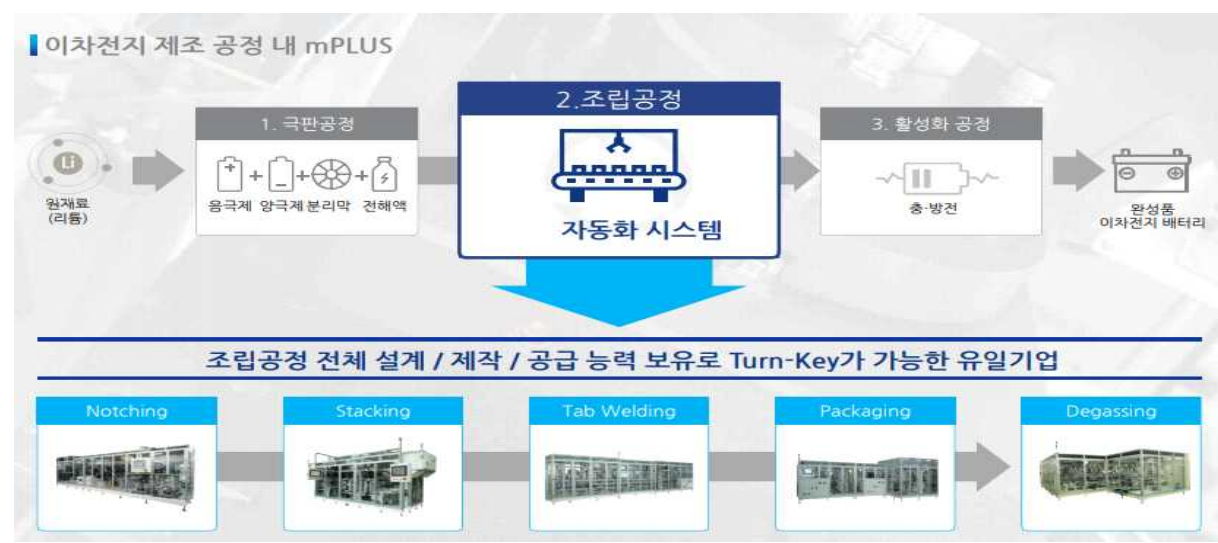 이차전지 제조 공정 내 mPLUS
2.조립공정
1. 극판공정
3. 활성화 공정
Li
음극제 양극제 분리막 전해액
자동화 시스템
충·방전
원재료
(리튬)
완성품
이차전지 배터리
조립공정 전체 설계 / 제작 / 공급 능력 보유로 Turn-Key가 가능한 유일기업
Notching
Stacking
Tab Welding
Packaging
Degassing